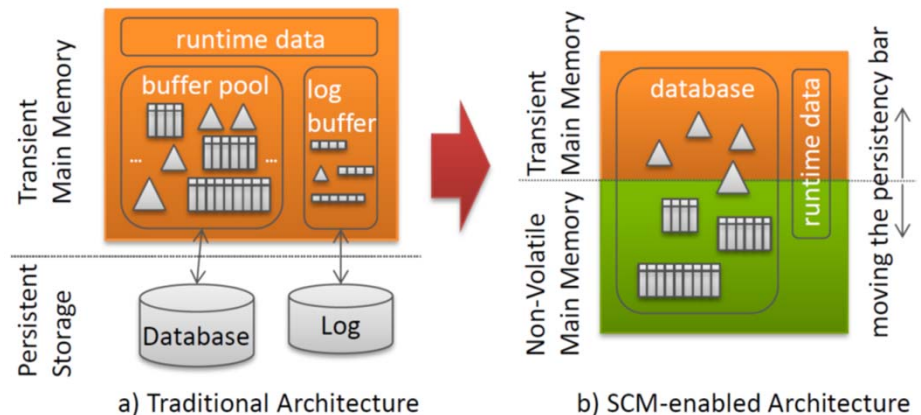 Transient
Main Memory
runtime data
buffer pool
log
buffer
...
...
Persistent
Storage
Database
Log
a) Traditional Architecture
Transient
Main Memory
Non-Volatile
Main Memory
database
runtime data
moving the persistency bar
b) SCM-enabled Architecture